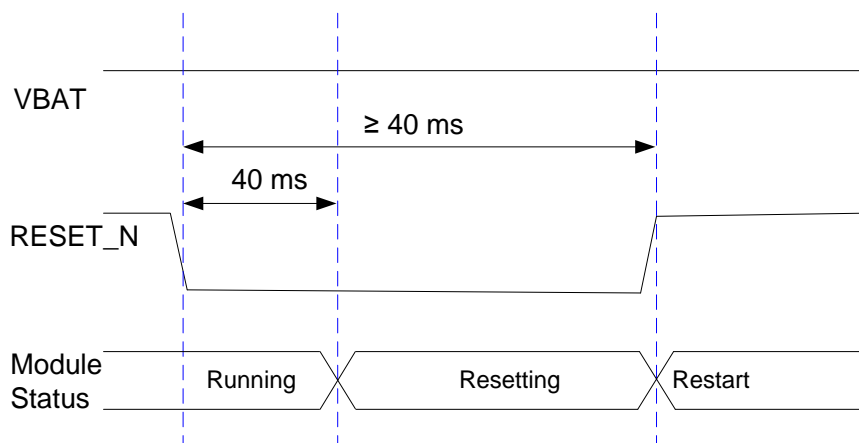 VBAT
≥ 40 ms
40 ms
RESET_N
Module
Status
Running
Resetting
Restart